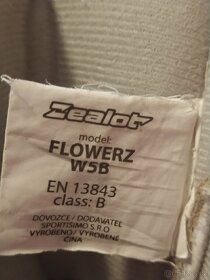 Zealot
model:
FLOWERZ
W5B
EN 13843
class: B
DOVOZCE / DODAVATEL
SPORTISIMO S.R.O
VYROBENO / VYROBENÉ
ČÍNA